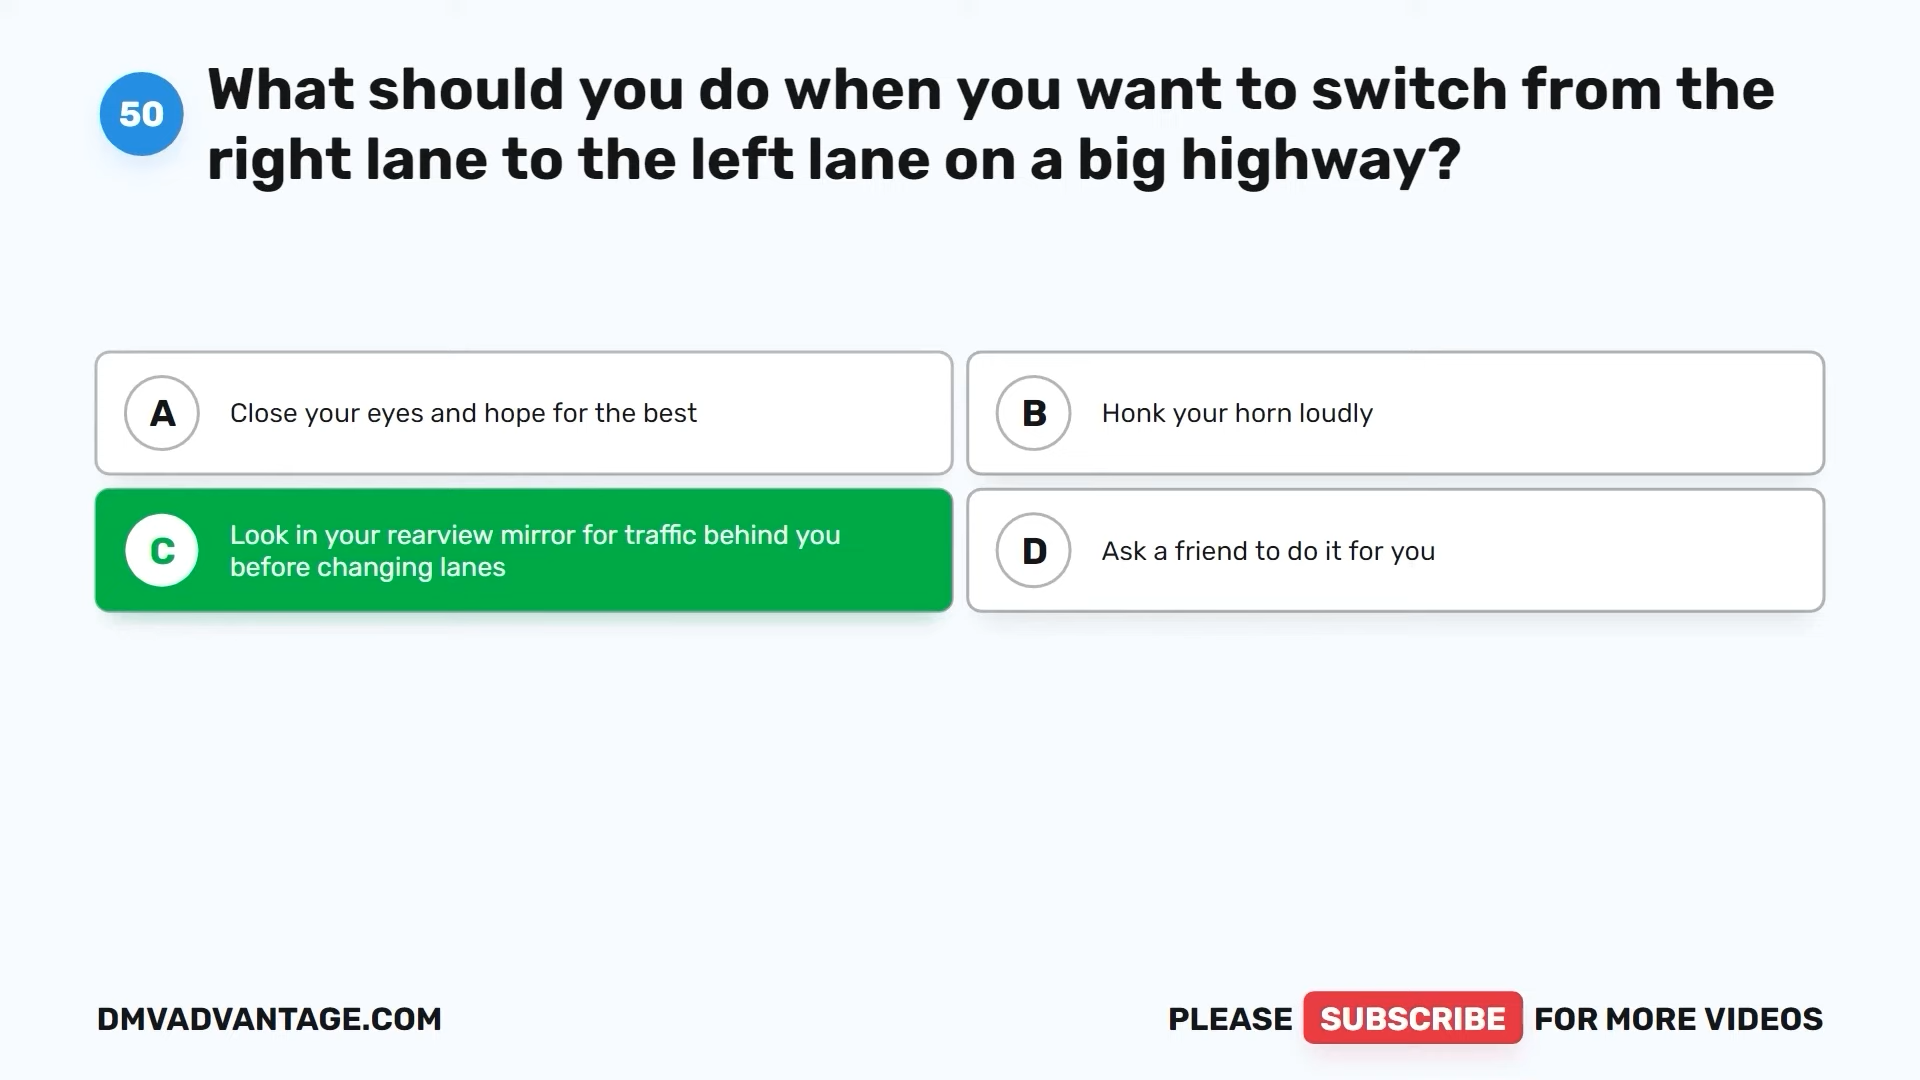 50
What should you do when you want to switch from the
right lane to the left lane on a big highway?
A
Close your eyes and hope for the best
B
Honk your horn loudly
C
Look in your rearview mirror for traffic behind you
before changing lanes
D
Ask a friend to do it for you
DMVADVANTAGE.COM
PLEASE SUBSCRIBE FOR MORE VIDEOS